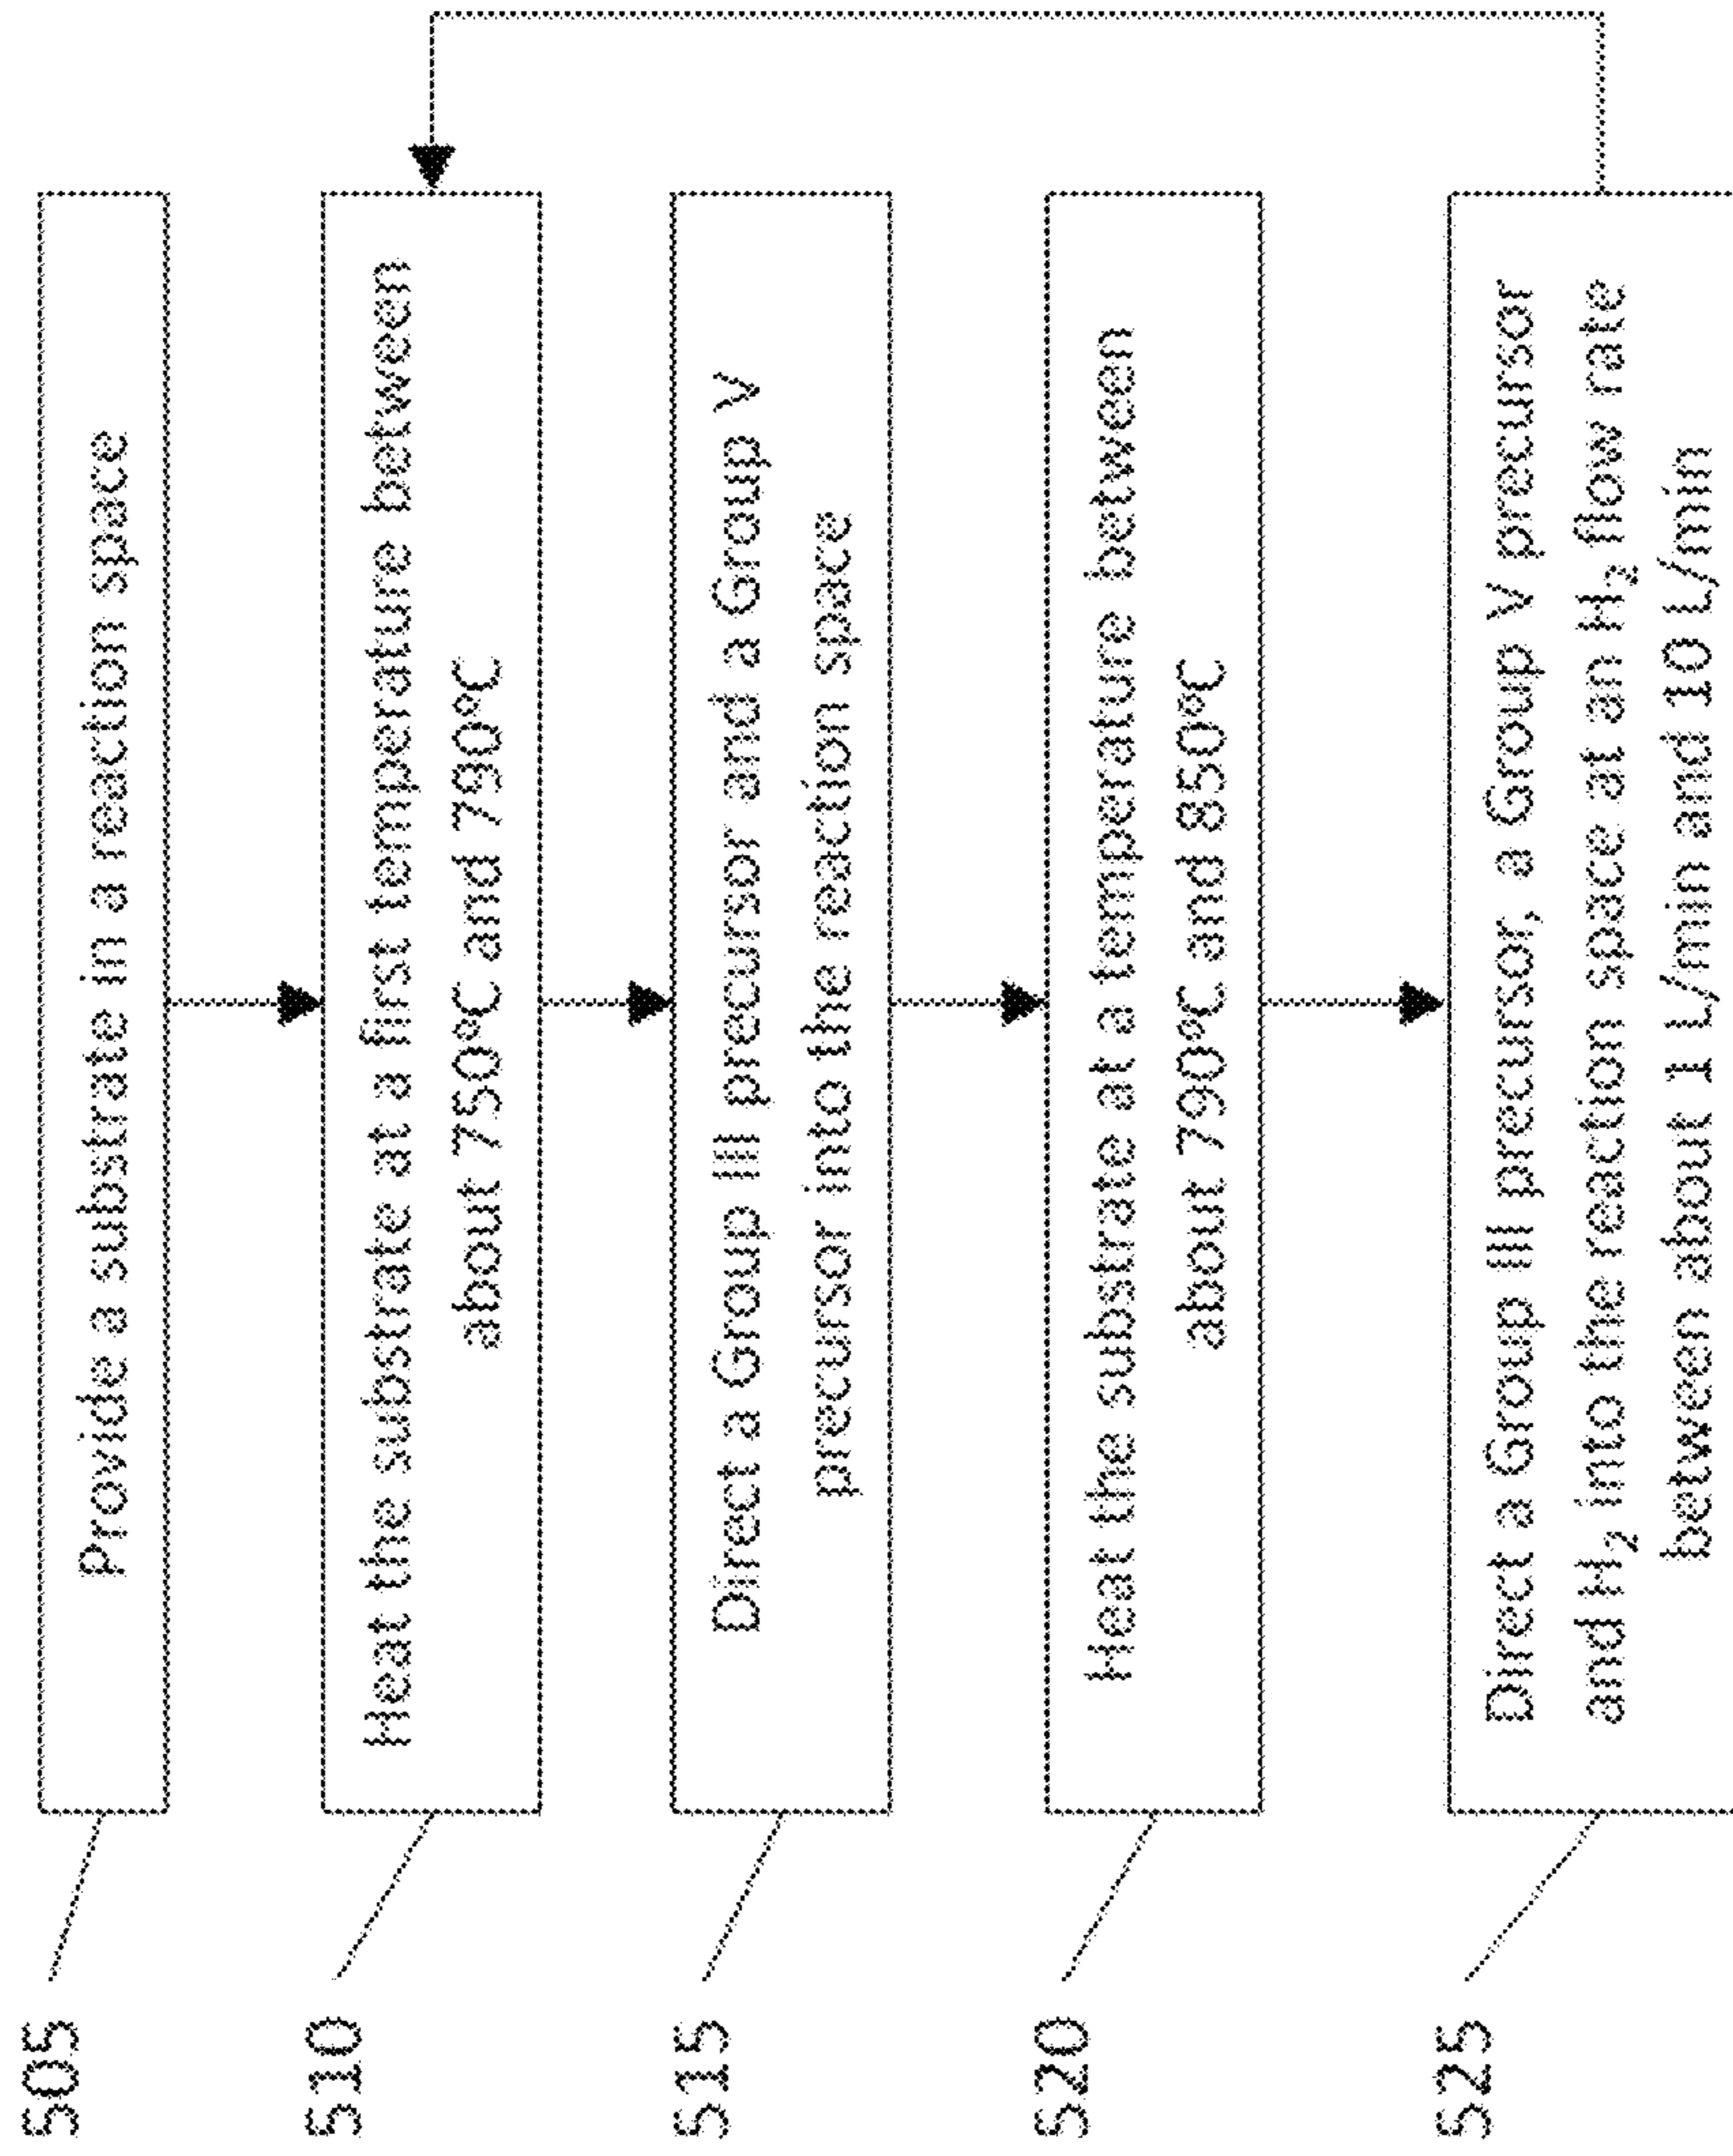 505
Provide a substrate in a reaction space
510
Heat the substrate at a first temperature between
about 750°C and 790°C
515
Direct a Group III precursor and a Group V
precursor into the reaction space
520
Heat the substrate at a temperature between
about 790°C and 850°C
525
Direct a Group III precursor, a Group V precursor
and H₂ into the reaction space at an H₂ flow rate
between about 1 L/min and 10 L/min